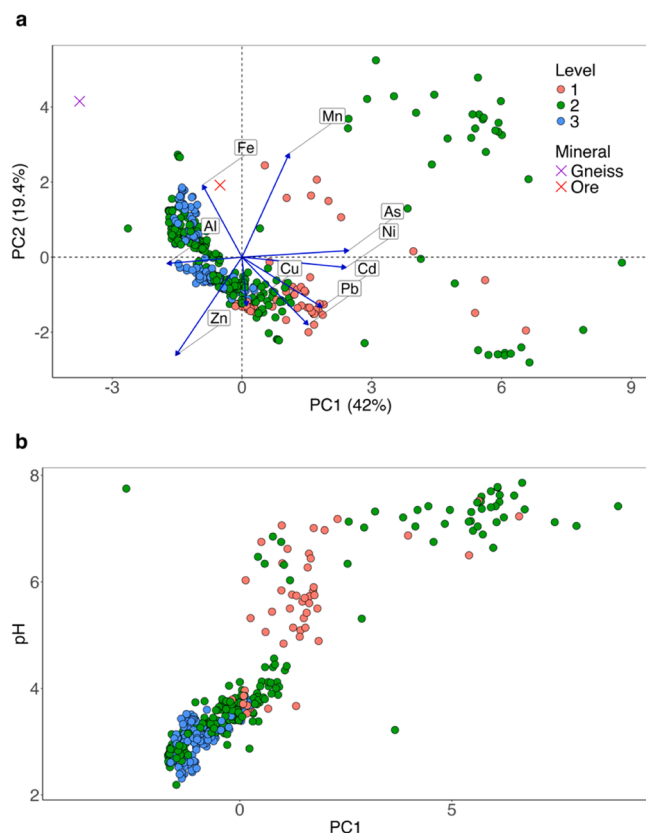 a
Level
1
2
3
Mineral
Gneiss
Ore
Mn
Fe
As
Ni
Al
Cu
Cd
Pb
Zn
4
2
0
-2
PC2 (19.4%)
-3
0
3
6
9
PC1 (42%)
b
8
6
4
2
pH
0
5
PC1